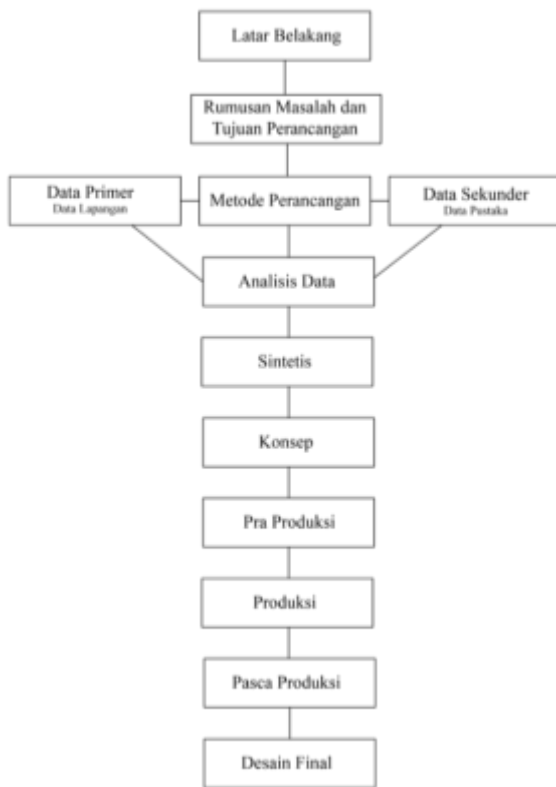 Latar Belakang
Rumusan Masalah dan
Tujuan Perancangan
Data Primer
Data Lapangan
Metode Perancangan
Data Sekunder
Data Pustaka
Analisis Data
Sintetis
Konsep
Pra Produksi
Produksi
Pasca Produksi
Desain Final